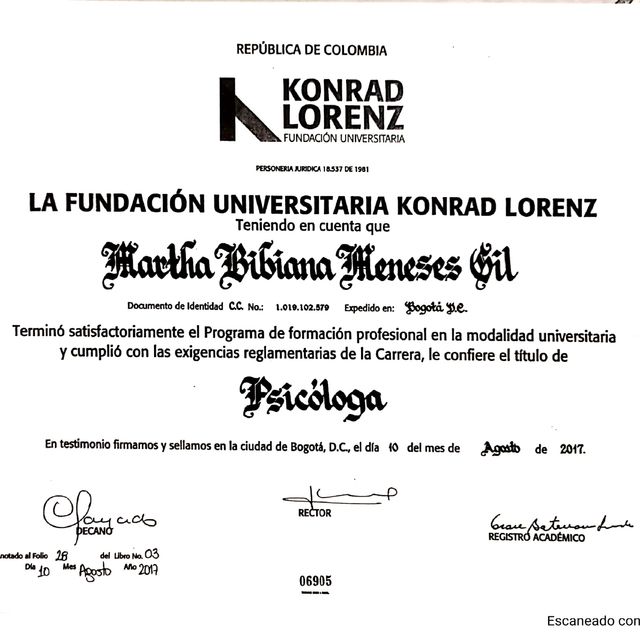 REPÚBLICA DE COLOMBIA
KONRAD
LORENZ
FUNDACIÓN UNIVERSITARIA
PERSONERIA JURIDICA 18.537 DE 1981
LA FUNDACIÓN UNIVERSITARIA KONRAD LORENZ
Teniendo en cuenta que
Martha Bibiana Meneses Gil
Documento de Identidad C.C. No.: 1.019.102.579 Expedido en: Bogotá D.C.
Terminó satisfactoriamente el Programa de formación profesional en la modalidad universitaria
y cumplió con las exigencias reglamentarias de la Carrera, le confiere el título de
Psicóloga
En testimonio firmamos y sellamos en la ciudad de Bogotá, D.C., el día 10 del mes de Agosto de 2017.
DECANO
RECTOR
REGISTRO ACADÉMICO
notado al Folio 28 del Libro No. 03
Día 10 Mes Agosto Año 2017
06905
Escaneado con